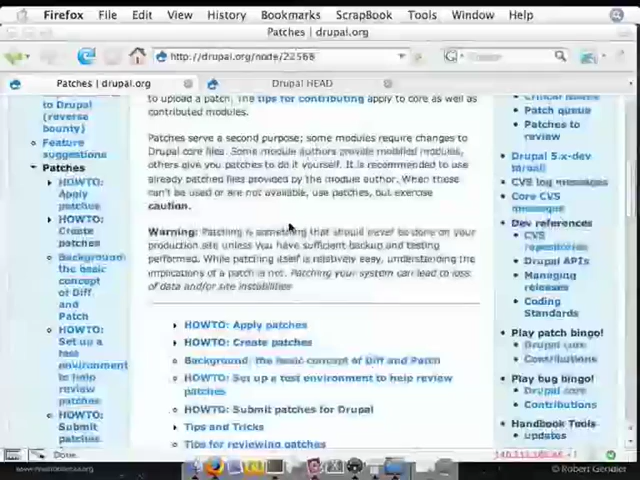 Firefox File Edit View History Bookmarks ScrapBook Tools Window Help
Patches | drupal.org
http://drupal.org/node/22568
Patches | drupal.org
Drupal HEAD
to Drupal
(reverse
bounty)
Feature
suggestions
Patches
HOWTO:
Apply
patches
HOWTO:
Create
patches
Background:
the basic
concept
of Diff
and
Patch
HOWTO:
Set up a
test
environment
to help
review
patches
HOWTO:
Submit
patches
to upload a patch. The tips for contributing apply to core as well as
contributed modules.
Patches serve a second purpose; some modules require changes to
Drupal core files. Some module authors provide modified modules,
others give you patches to do it yourself. It is recommended to use
already patched files provided by the module author. When these
can't be used or are not available, use patches, but exercise
caution.
Warning: Patching is something that should never be done on your
production site unless you have sufficient backup and testing
performed. While patching itself is relatively easy, understanding the
implications of a patch is not. Patching your system can lead to loss
of data and/or site instabilities
HOWTO: Apply patches
HOWTO: Create patches
Background: the basic concept of Diff and Patch
HOWTO: Set up a test environment to help review
patches
HOWTO: Submit patches for Drupal
Tips and Tricks
Tips for reviewing patches
Critical issues
Patch queue
Patches to
review
Drupal 5.x-dev
CVS log messages
Core CVS
messages
Dev references
CVS
repositories
Drupal APIs
Managing
releases
Coding
Standards
Play patch bingo!
Drupal core
Contributions
Play bug bingo!
Drupal core
Contributions
Handbook Tools
updates
Done
© Robert Gendler